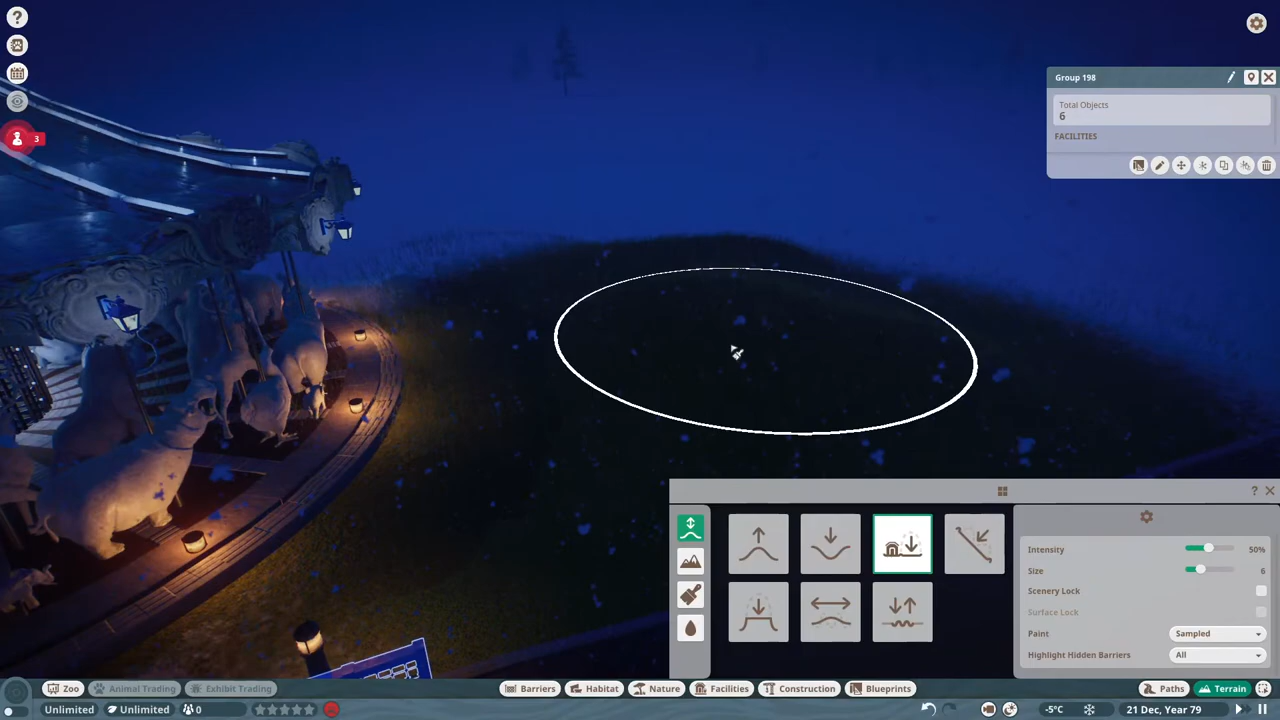 ?
3
Group 198
Total Objects
6
FACILITIES
?
Intensity 50%
Size 6
Scenery Lock
Surface Lock
Paint Sampled
Highlight Hidden Barriers All
Zoo Animal Trading Exhibit Trading Barriers Habitat Nature Facilities Construction Blueprints Paths Terrain
Unlimited Unlimited 0 -5°C 21 Dec, Year 79